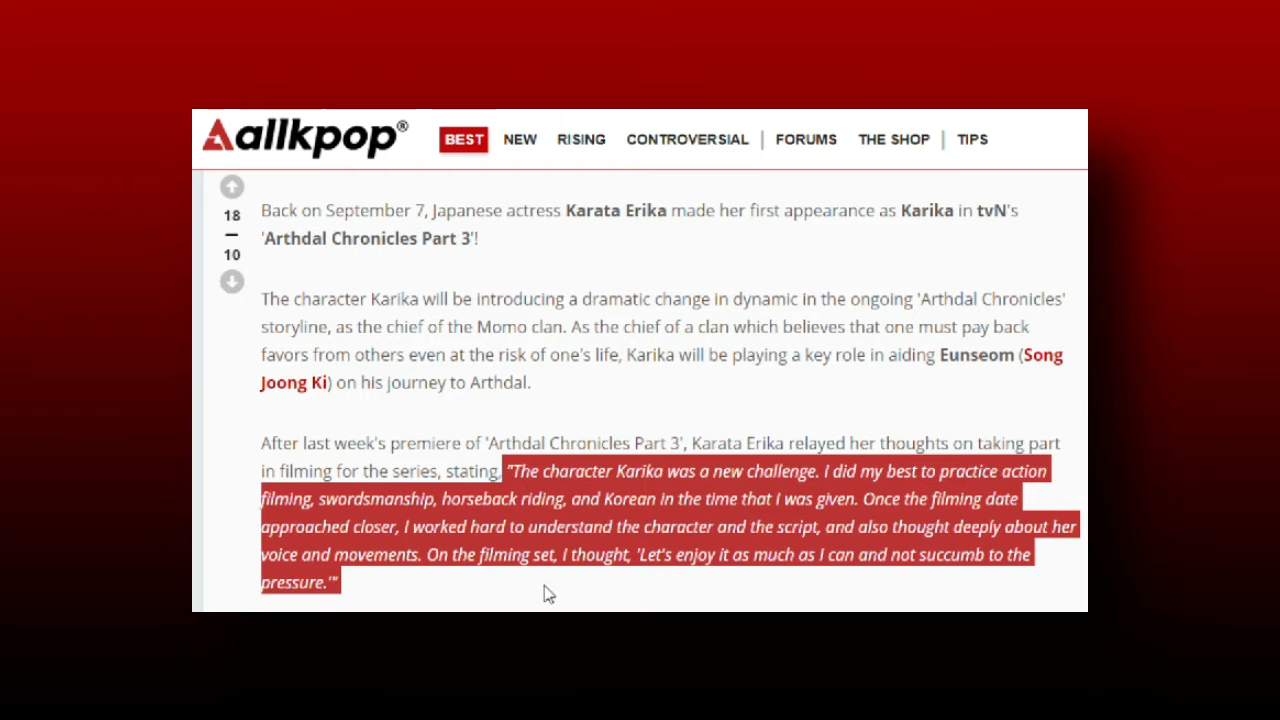 allkpop®
BEST NEW RISING CONTROVERSIAL | FORUMS THE SHOP | TIPS
18
10
Back on September 7, Japanese actress Karata Erika made her first appearance as Karika in tvN's
'Arthdal Chronicles Part 3'!
The character Karika will be introducing a dramatic change in dynamic in the ongoing 'Arthdal Chronicles'
storyline, as the chief of the Momo clan. As the chief of a clan which believes that one must pay back
favors from others even at the risk of one's life, Karika will be playing a key role in aiding Eunseom (Song
Joong Ki) on his journey to Arthdal.
After last week's premiere of 'Arthdal Chronicles Part 3', Karata Erika relayed her thoughts on taking part
in filming for the series, stating, "The character Karika was a new challenge. I did my best to practice action
filming, swordsmanship, horseback riding, and Korean in the time that I was given. Once the filming date
approached closer, I worked hard to understand the character and the script, and also thought deeply about her
voice and movements. On the filming set, I thought, 'Let's enjoy it as much as I can and not succumb to the
pressure.'"